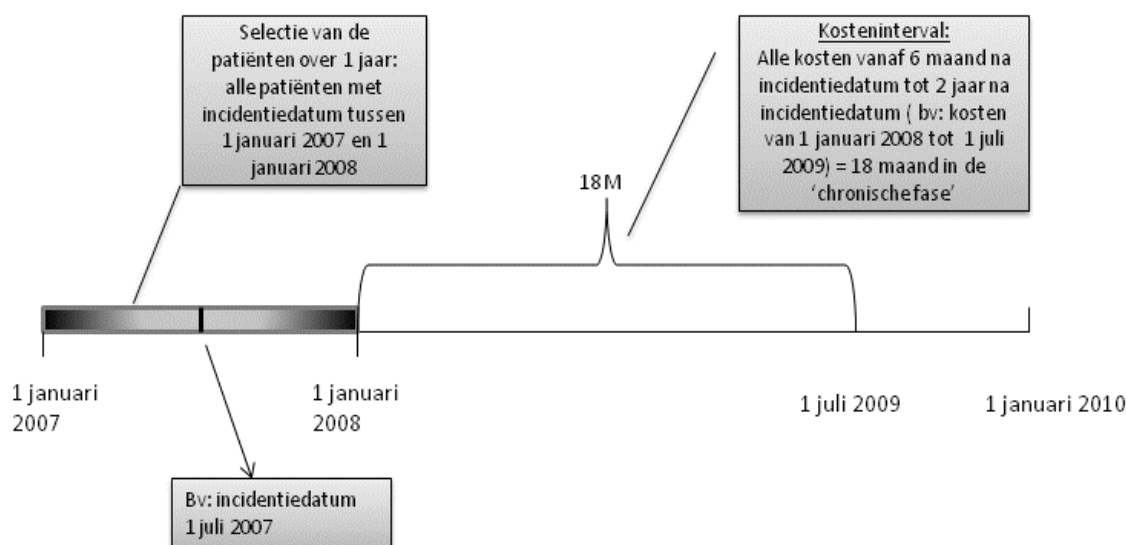 Selectie van de
patiënten over 1 jaar:
alle patiënten met
incidentiedatum tussen
1 januari 2007 en 1
januari 2008
Kosteninterval:
Alle kosten vanaf 6 maand na
incidentiedatum tot 2 jaar na
incidentiedatum ( bv: kosten
van 1 januari 2008 tot 1 juli
2009) = 18 maand in de
‘chronische fase’
18M
1 januari
2007
1 januari
2008
1 juli 2009
1 januari 2010
Bv: incidentiedatum
1 juli 2007